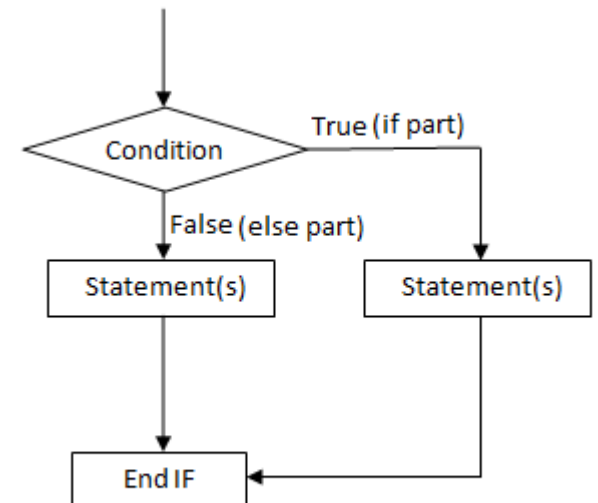 True (if part)
Condition
False (else part)
Statement(s)
Statement(s)
End IF